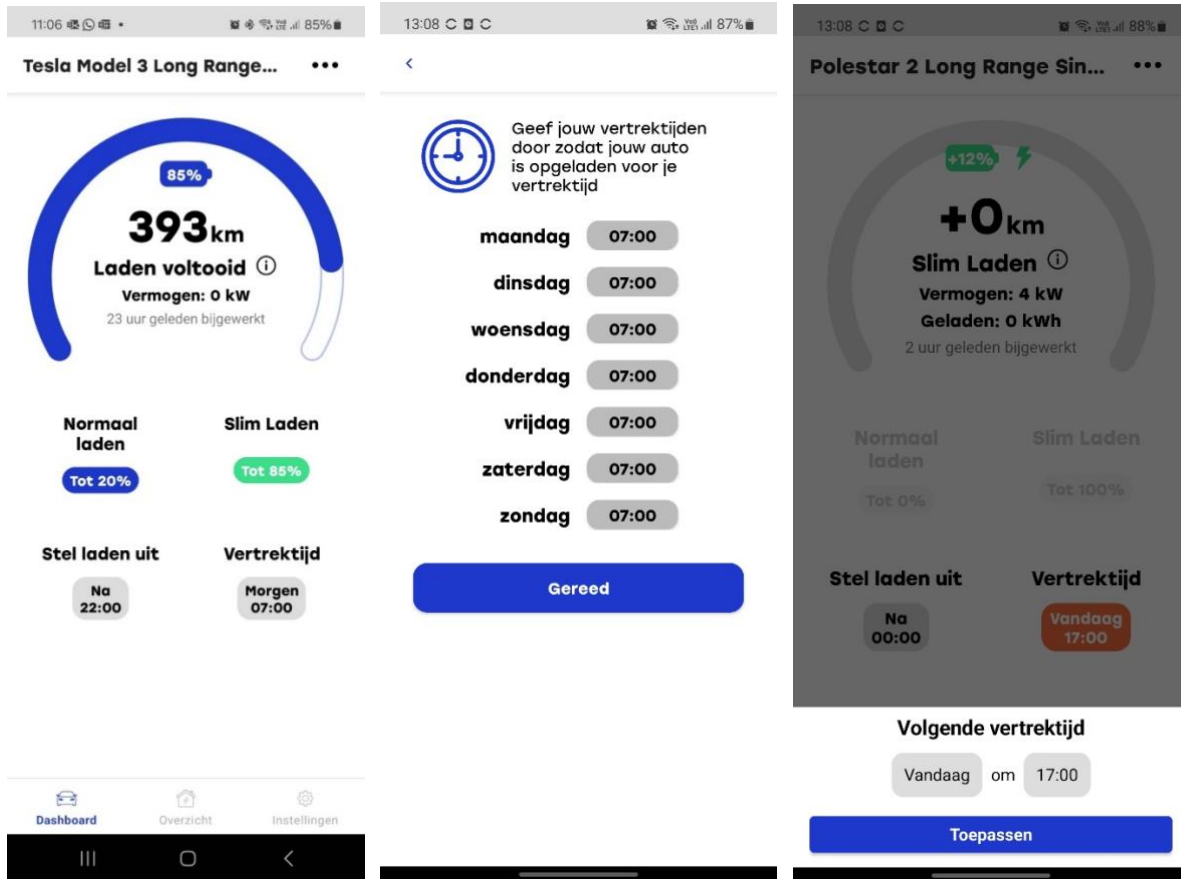 11:06 85%
Tesla Model 3 Long Range...
85%
393 km
Laden voltooid
Vermogen: 0 kW
23 uur geleden bijgewerkt
Normaal laden
Tot 20%
Slim Laden
Tot 85%
Stel laden uit
Na
22:00
Vertrektijd
Morgen
07:00
Dashboard Overzicht Instellingen
13:08 87%
Geef jouw vertrektijden
door zodat jouw auto
is opgeladen voor je
vertrektijd
maandag 07:00
dinsdag 07:00
woensdag 07:00
donderdag 07:00
vrijdag 07:00
zaterdag 07:00
zondag 07:00
Gereed
13:08 88%
Polestar 2 Long Range Sin...
+12%
+0 km
Slim Laden
Vermogen: 4 kW
Geladen: 0 kWh
2 uur geleden bijgewerkt
Normaal
laden
Tot 0%
Slim Laden
Tot 100%
Stel laden uit
Na
00:00
Vertrektijd
Vandaag
17:00
Volgende vertrektijd
Vandaag om 17:00
Toepassen